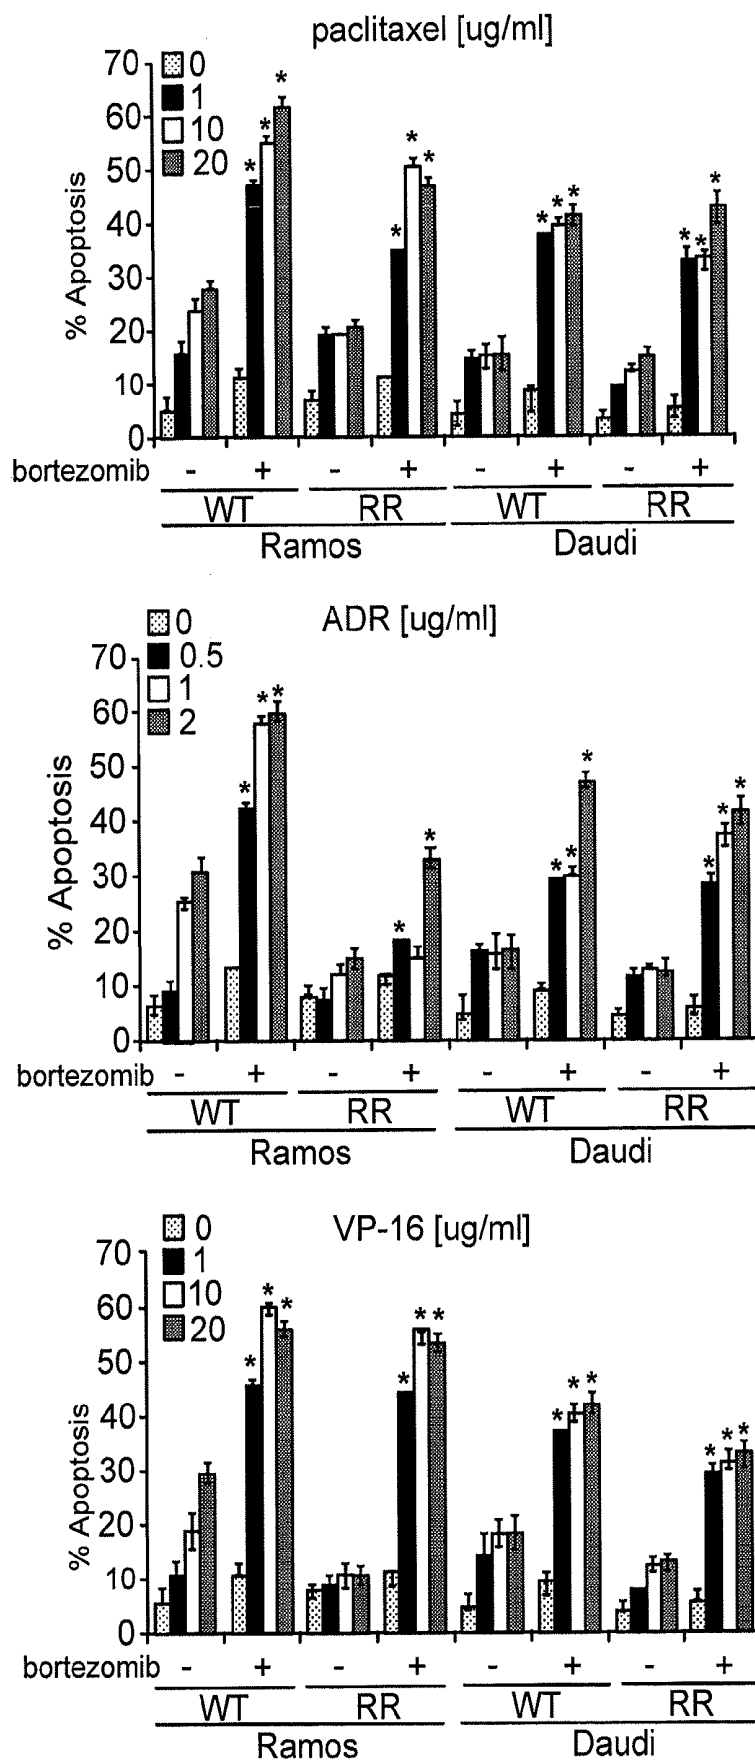 paclitaxel [ug/ml]
0
1
10
20
70
60
50
40
30
20
10
0
% Apoptosis
* * * * * * * * * * * *
bortezomib - + - + - + - +
WT RR WT RR
Ramos Daudi
ADR [ug/ml]
0
0.5
1
2
70
60
50
40
30
20
10
0
% Apoptosis
* * * * * * * * * * *
bortezomib - + - + - + - +
WT RR WT RR
Ramos Daudi
VP-16 [ug/ml]
0
1
10
20
70
60
50
40
30
20
10
0
% Apoptosis
* * * * * * * * * * * *
bortezomib - + - + - + - +
WT RR WT RR
Ramos Daudi